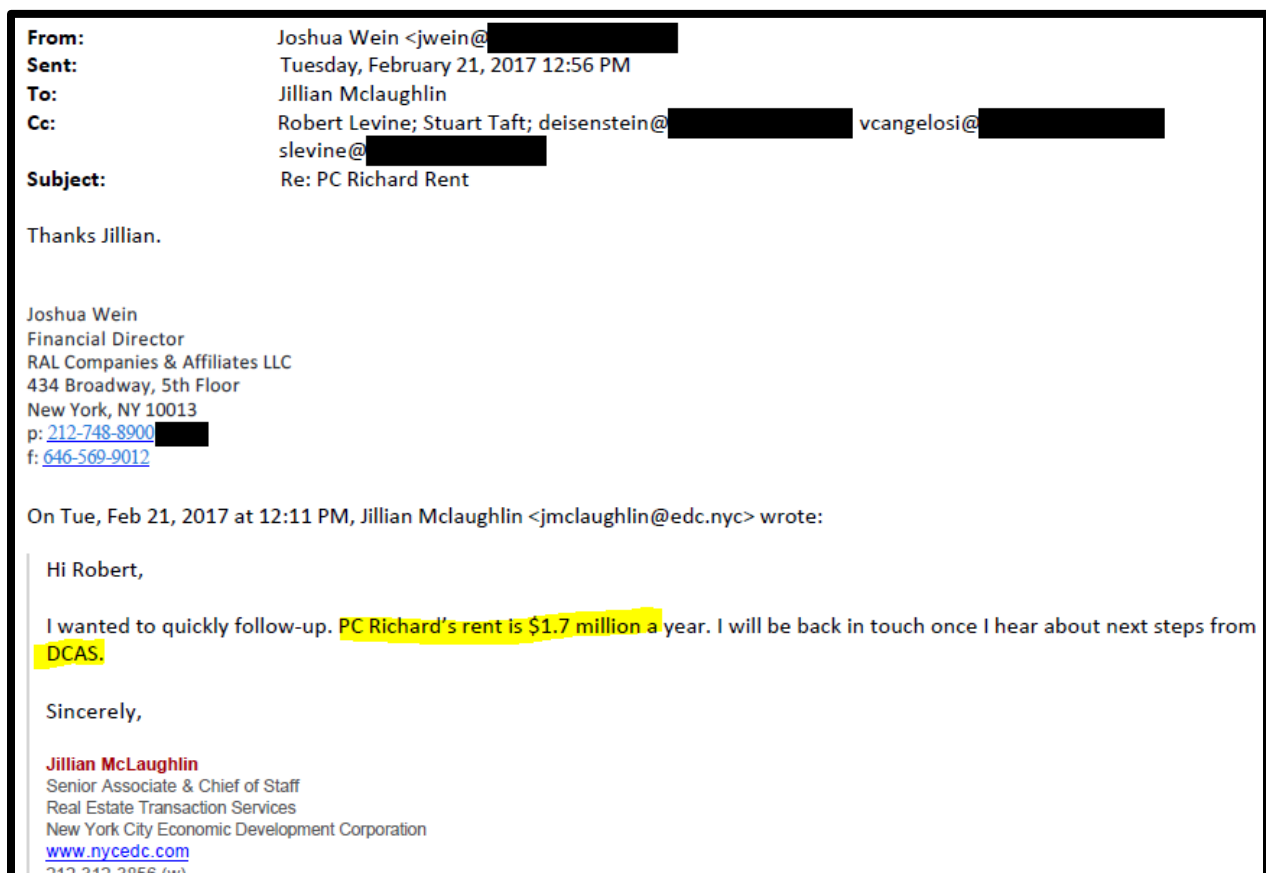 From: Joshua Wein <jwein@
Sent: Tuesday, February 21, 2017 12:56 PM
To: Jillian Mclaughlin
Cc: Robert Levine; Stuart Taft; deisenstein@ vcangelosi@
slevine@
Subject: Re: PC Richard Rent
Thanks Jillian.
Joshua Wein
Financial Director
RAL Companies & Affiliates LLC
434 Broadway, 5th Floor
New York, NY 10013
p: 212-748-8900
f: 646-569-9012
On Tue, Feb 21, 2017 at 12:11 PM, Jillian Mclaughlin <jmclaughlin@edc.nyc> wrote:
Hi Robert,
I wanted to quickly follow-up. PC Richard's rent is $1.7 million a year. I will be back in touch once I hear about next steps from
DCAS.
Sincerely,
Jillian McLaughlin
Senior Associate & Chief of Staff
Real Estate Transaction Services
New York City Economic Development Corporation
www.nycedc.com